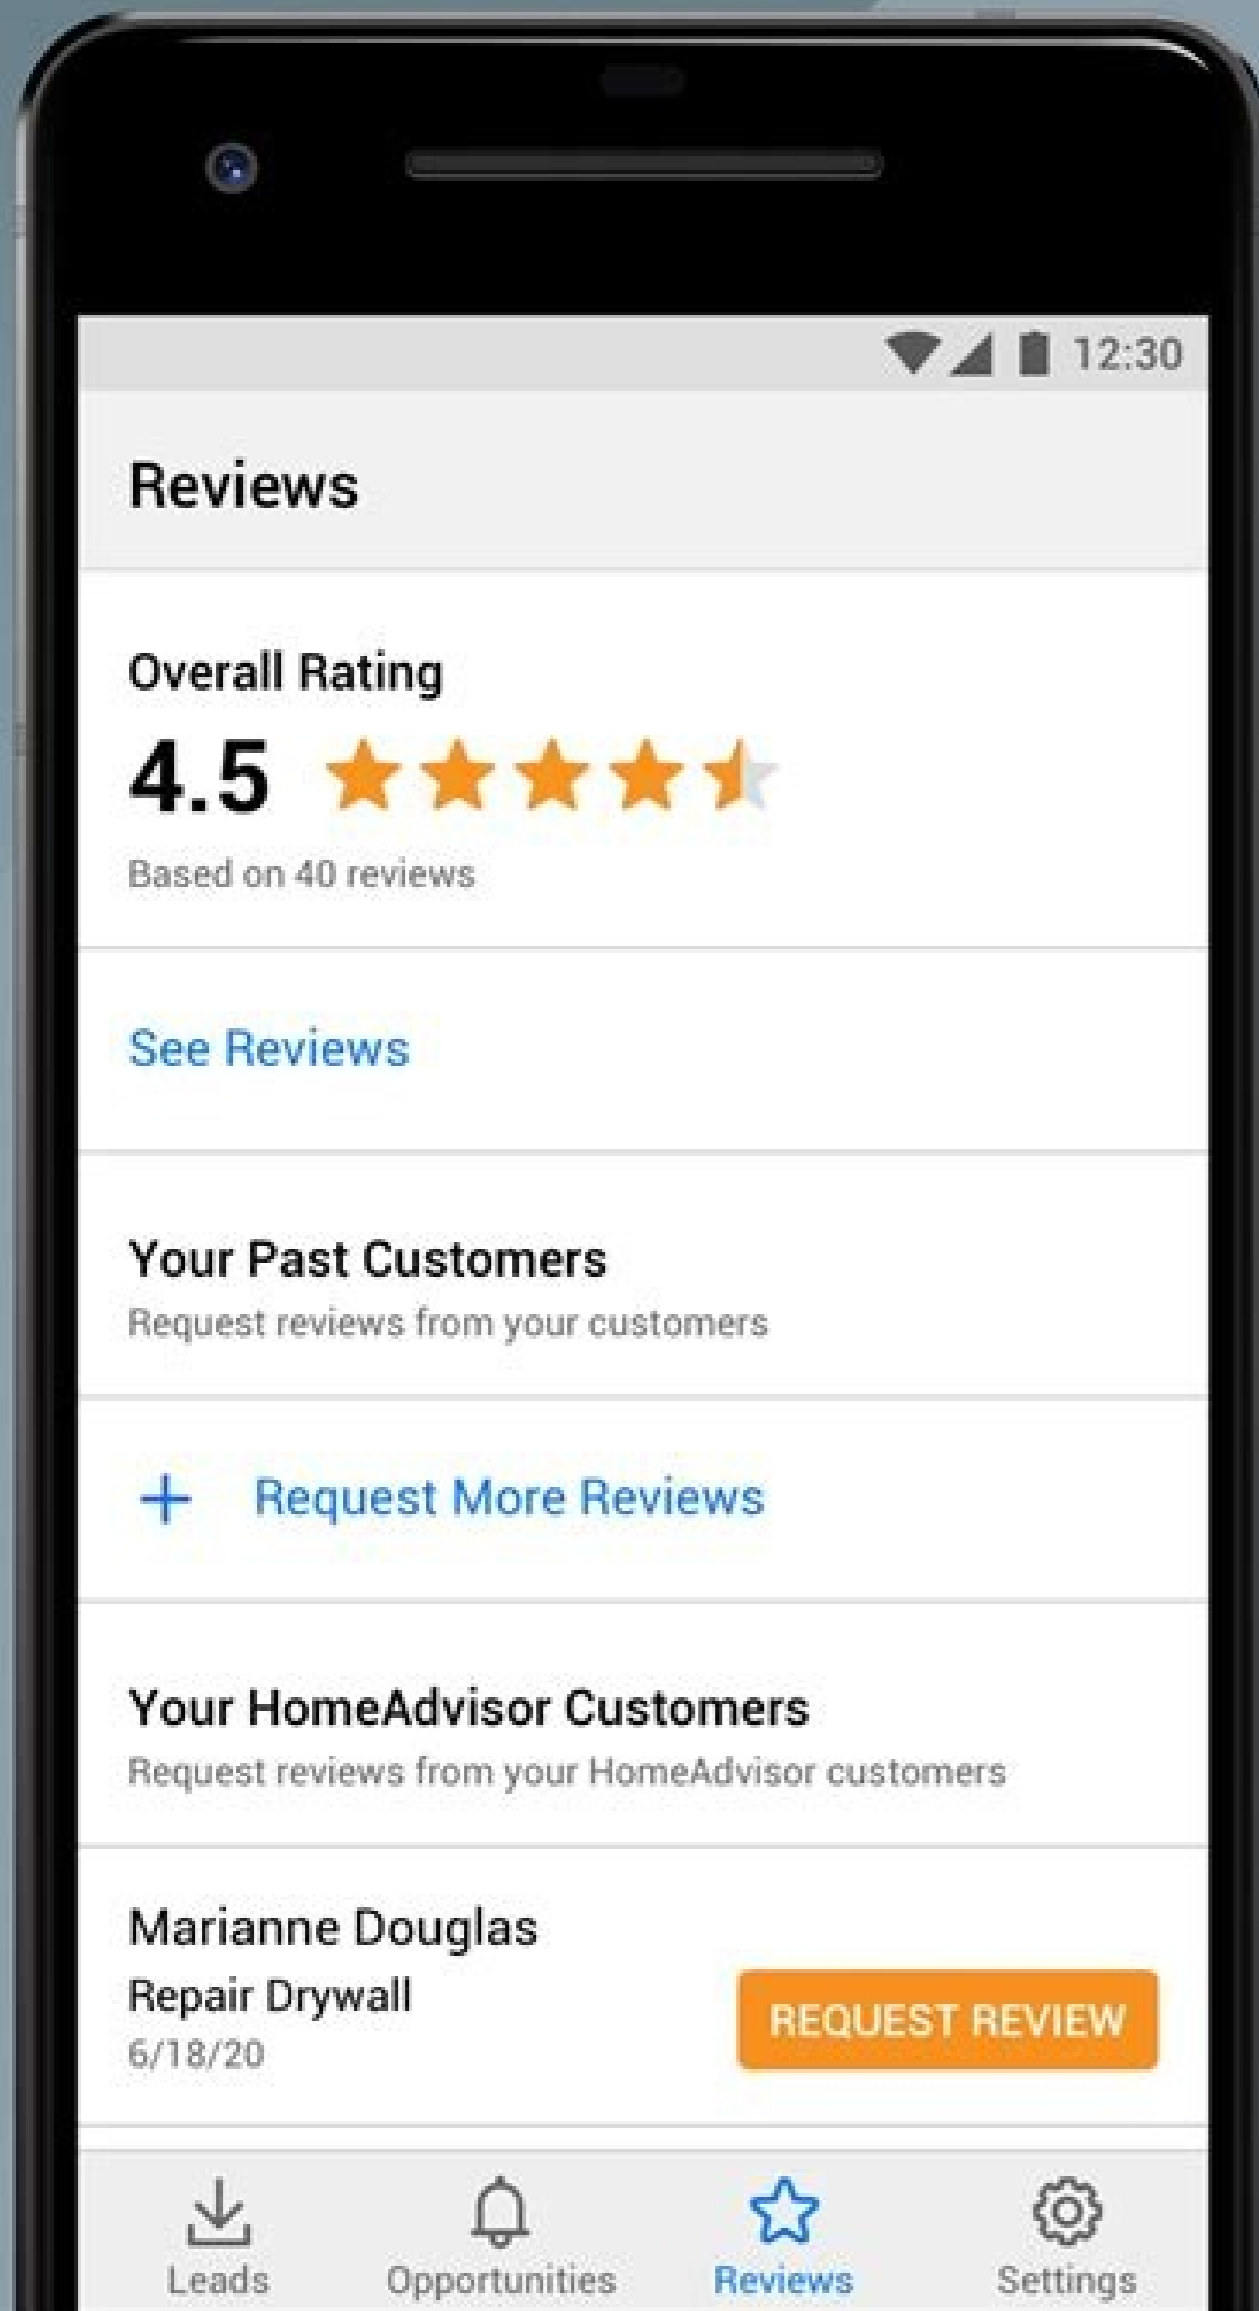 12:30
Reviews
Overall Rating
4.5
Based on 40 reviews
See Reviews
Your Past Customers
Request reviews from your customers
+ Request More Reviews
Your HomeAdvisor Customers
Request reviews from your HomeAdvisor customers
Marianne Douglas
Repair Drywall
REQUEST REVIEW
6/18/20
Leads Opportunities Reviews Settings